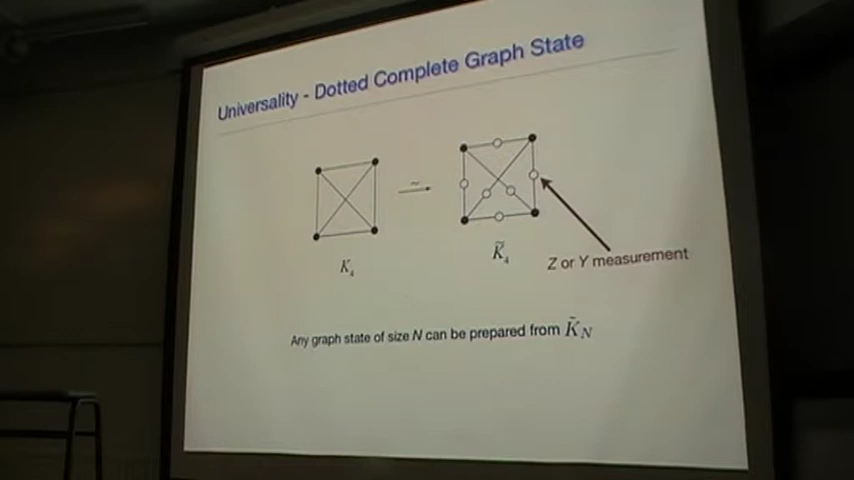 Universality - Dotted Complete Graph State
~
K₄
K̃₄
Z or Y measurement
Any graph state of size N can be prepared from K̃_N